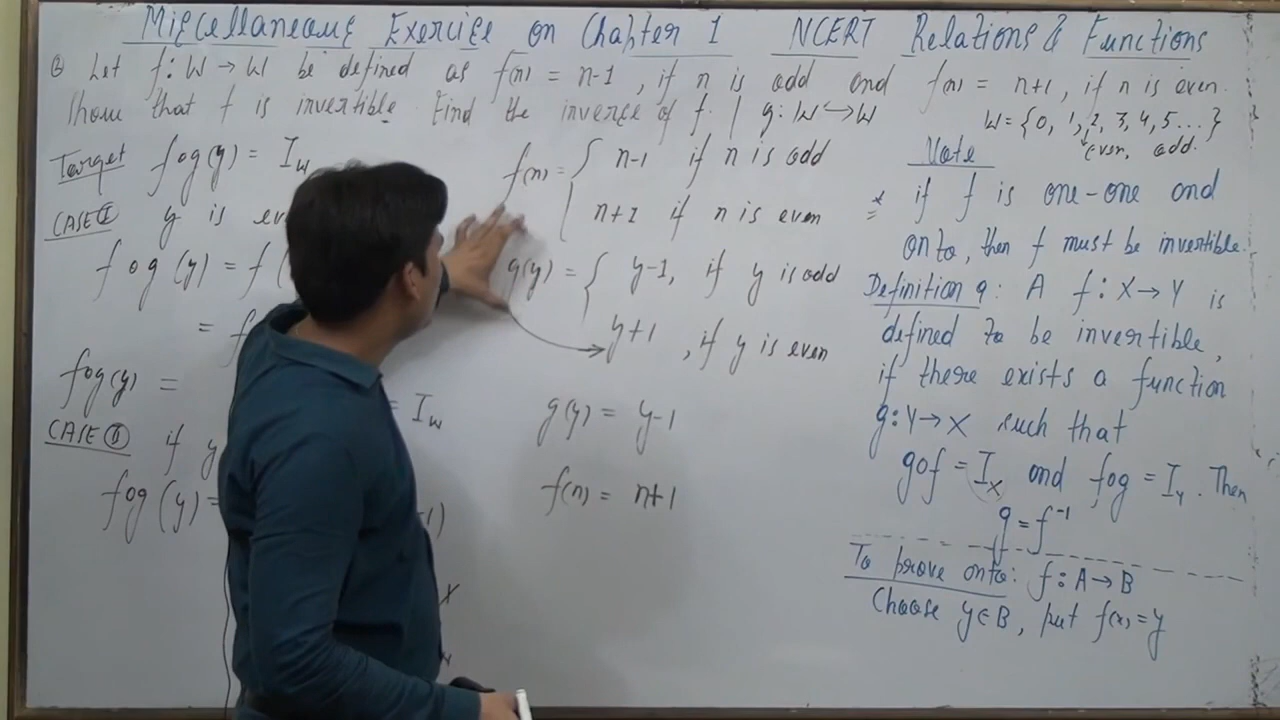 Miscellaneous Exercise on Chapter 1 NCERT Relations & Functions
Let f: W → W be defined as f(n) = n-1, if n is odd and f(n) = n+1, if n is even.
Show that f is invertible. Find the inverse of f. | g: W → W
W = {0, 1, 2, 3, 4, 5...}
even, odd.
Target fog(y) = I_w
CASE I y is
fog(y) = f(
= f
fog(y) =
= I_w
CASE II if y
fog(y) =
f(n) = { n-1 if n is odd
n+1 if n is even
g(y) = { y-1, if y is odd
y+1, if y is even
g(y) = y-1
f(n) = n+1
Note
* if f is one-one and
onto, then f must be invertible.
Definition 9: A f: X → Y is
defined to be invertible,
if there exists a function
g: Y → X such that
gof = I_X and fog = I_Y. Then
g = f⁻¹
To prove onto: f: A → B
Choose y ∈ B, put f(x) = y